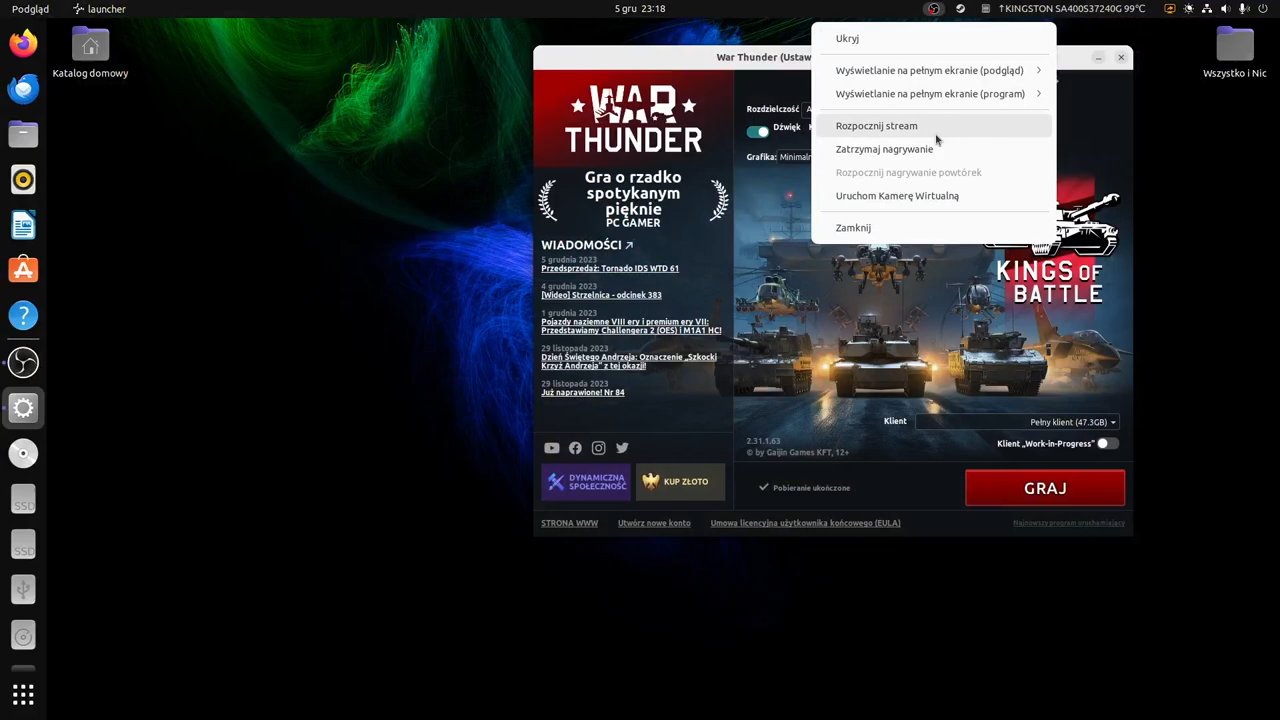 Podgląd
launcher
5 gru 23:18
↑KINGSTON SA400S37240G 99°C
Katalog domowy
Wszystko i Nic
War Thunder (Ustaw
Ukryj
Wyświetlanie na pełnym ekranie (podgląd)
Wyświetlanie na pełnym ekranie (program)
Rozpocznij stream
Zatrzymaj nagrywanie
Rozpocznij nagrywanie powtórek
Uruchom Kamerę Wirtualną
Zamknij
WAR
THUNDER
Gra o rzadko
spotykanym
pięknie
PC GAMER
WIADOMOŚCI
5 grudnia 2023
Przedsprzedaż: Tornado IDS WTD 61
4 grudnia 2023
[Wideo] Strzelnica - odcinek 383
1 grudnia 2023
Pojazdy naziemne VIII ery i premium ery VII:
Przedstawiamy Challengera 2 (OES) i M1A1 HC!
29 listopada 2023
Dzień Świętego Andrzeja: Oznaczenie „Szkocki
Krzyż Andrzeja” z tej okazji!
29 listopada 2023
Już naprawione! Nr 84
DYNAMICZNA
SPOŁECZNOŚĆ
KUP ZŁOTO
Rozdzielczość
Dźwięk
Grafika:
KINGS OF
BATTLE
Klient
Pełny klient (47.3GB)
2.31.1.63
Klient „Work-in-Progress”
© by Gaijin Games KFT, 12+
Pobieranie ukończone
GRAJ
STRONA WWW
Utwórz nowe konto
Umowa licencyjna użytkownika końcowego (EULA)
Najnowszy program uruchamiający
SSD
SSD